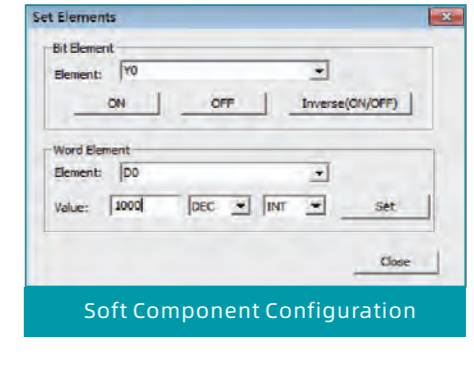 Set Elements
Bit Element
Element: Y0
ON OFF Inverse(ON/OFF)
Word Element
Element: D0
Value: 1000 DEC INT Set
Close
Soft Component Configuration